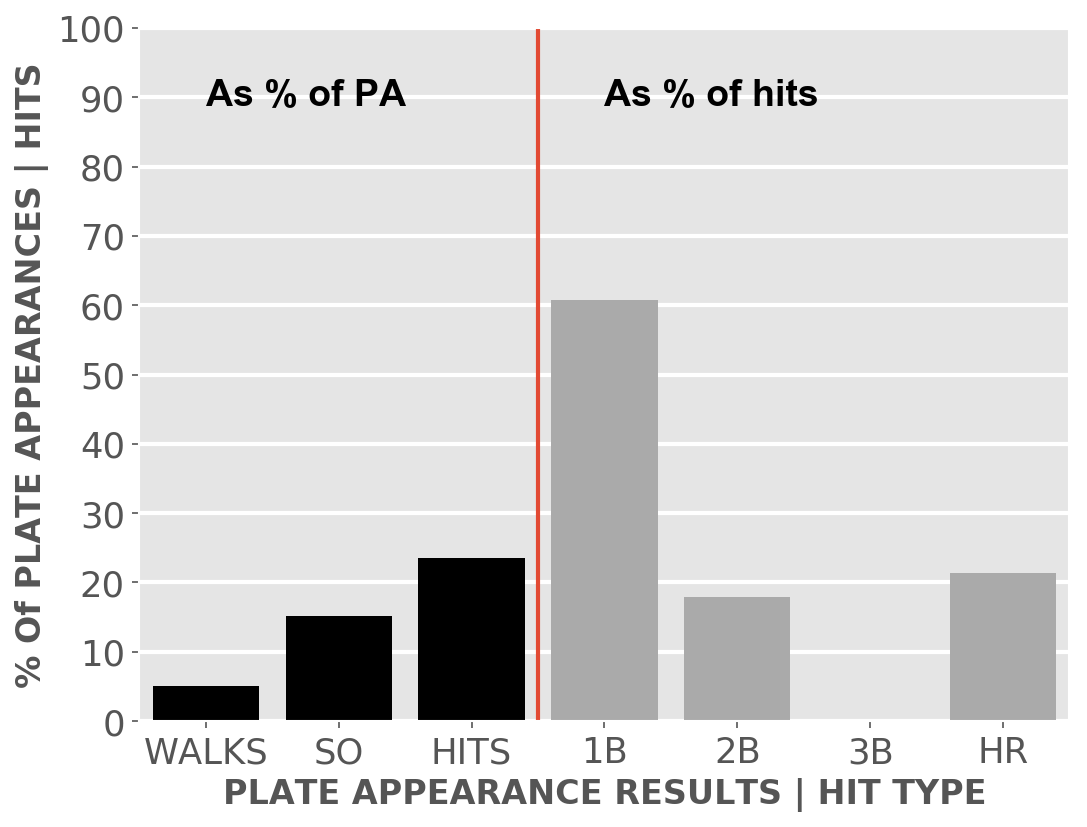 100
90
80
70
60
50
40
30
20
10
0
% Of PLATE APPEARANCES | HITS
As % of PA
As % of hits
WALKS SO HITS 1B 2B 3B HR
PLATE APPEARANCE RESULTS | HIT TYPE